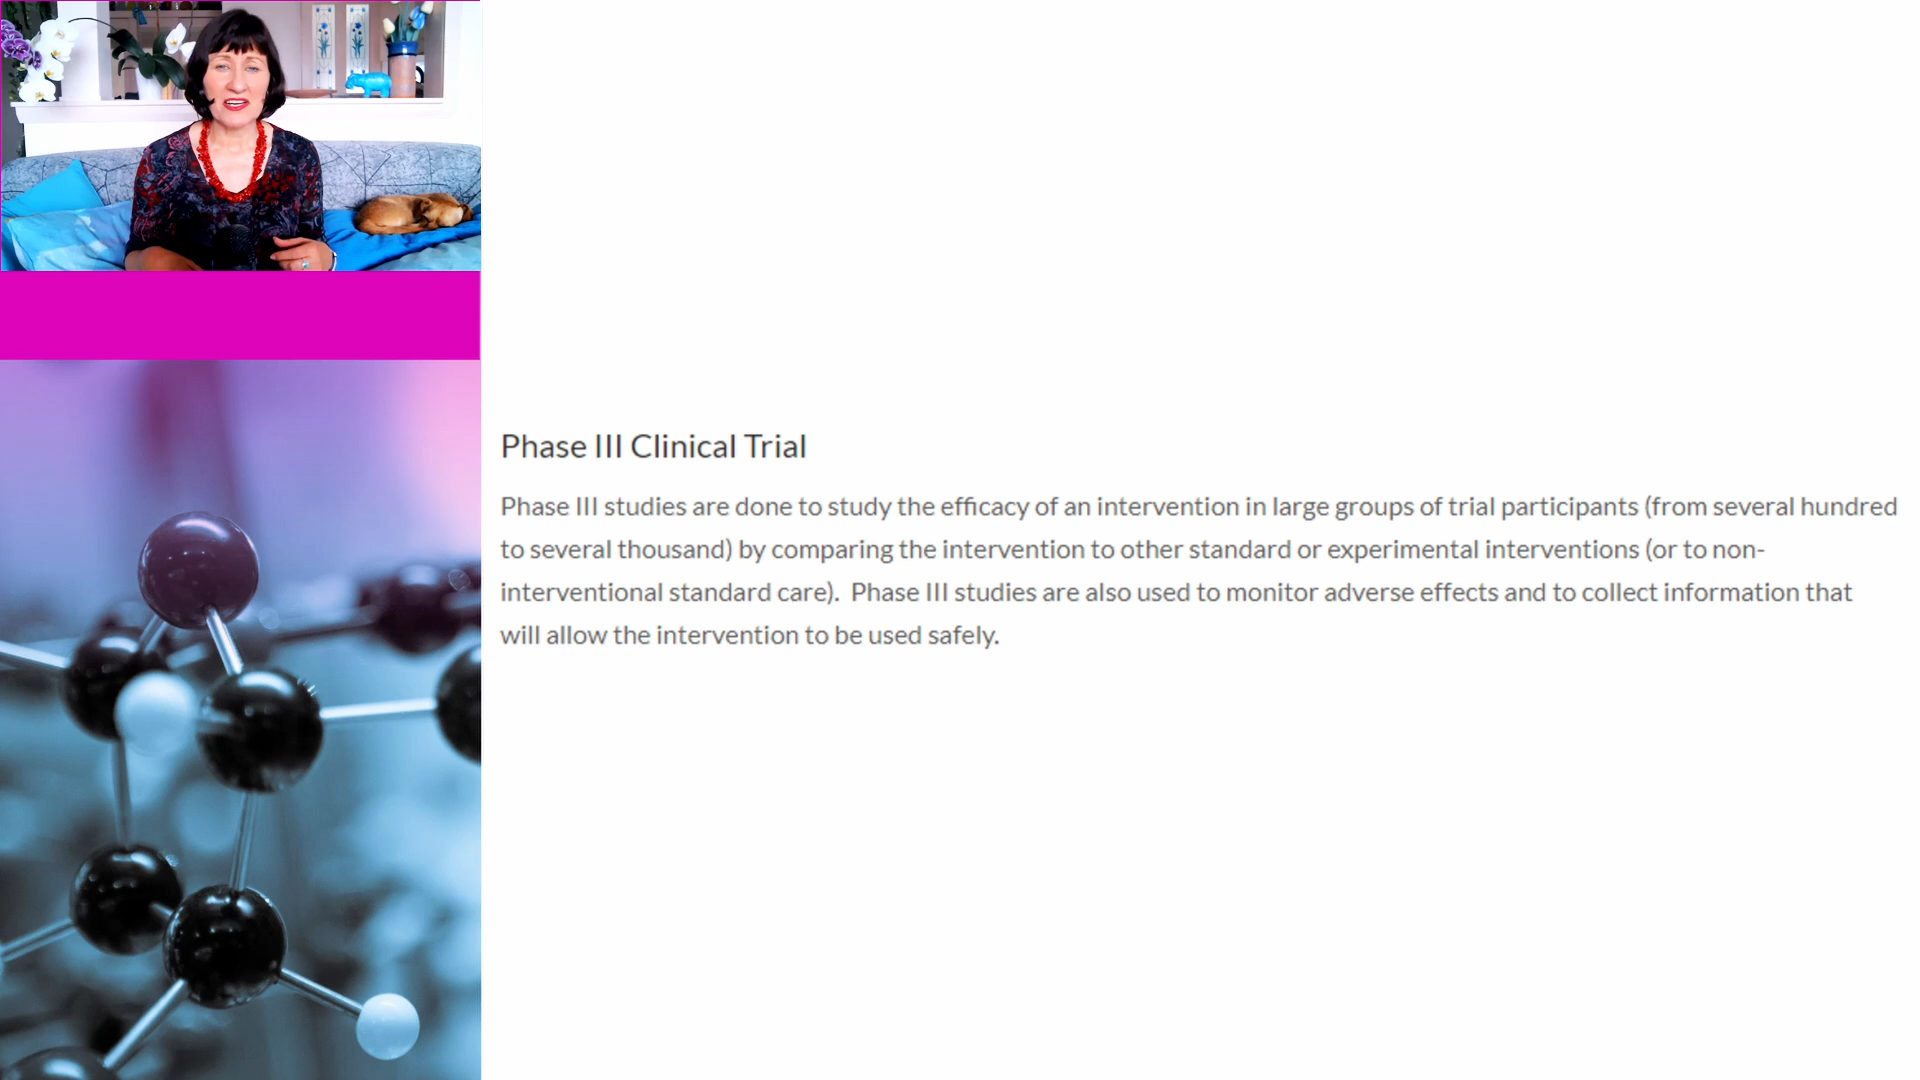 Phase III Clinical Trial
Phase III studies are done to study the efficacy of an intervention in large groups of trial participants (from several hundred
to several thousand) by comparing the intervention to other standard or experimental interventions (or to non-
interventional standard care).  Phase III studies are also used to monitor adverse effects and to collect information that
will allow the intervention to be used safely.